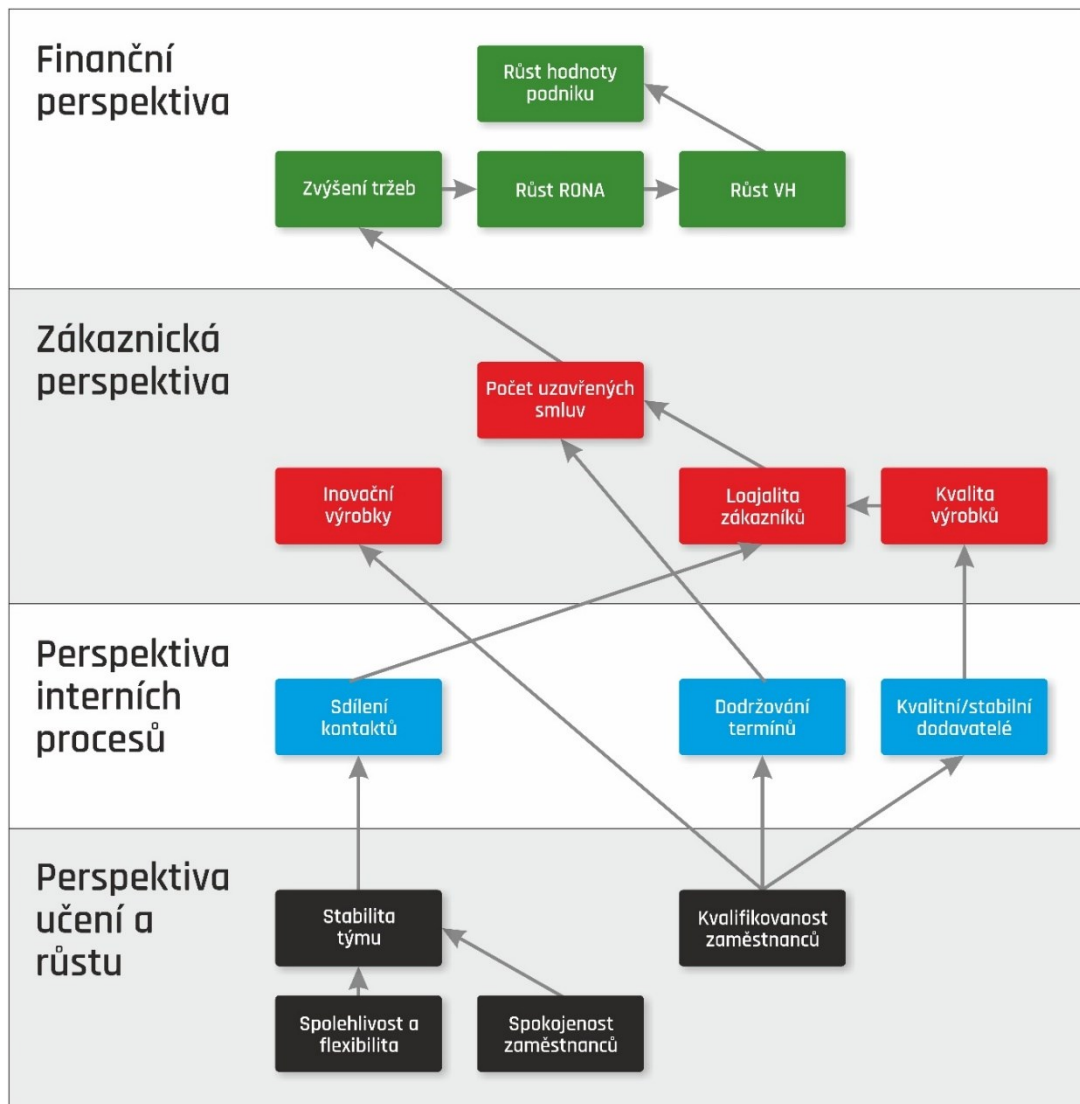 Finanční
perspektiva
Růst hodnoty
podniku
Zvýšení tržeb
Růst RONA
Růst VH
Zákaznická
perspektiva
Počet uzavřených
smluv
Inovační
výrobky
Loajalita
zákazníků
Kvalita
výrobků
Perspektiva
interních
procesů
Sdílení
kontaktů
Dodržování
termínů
Kvalitní/stabilní
dodavatelé
Perspektiva
učení a
růstu
Stabilita
týmu
Kvalifikovanost
zaměstnanců
Spolehlivost a
flexibilita
Spokojenost
zaměstnanců